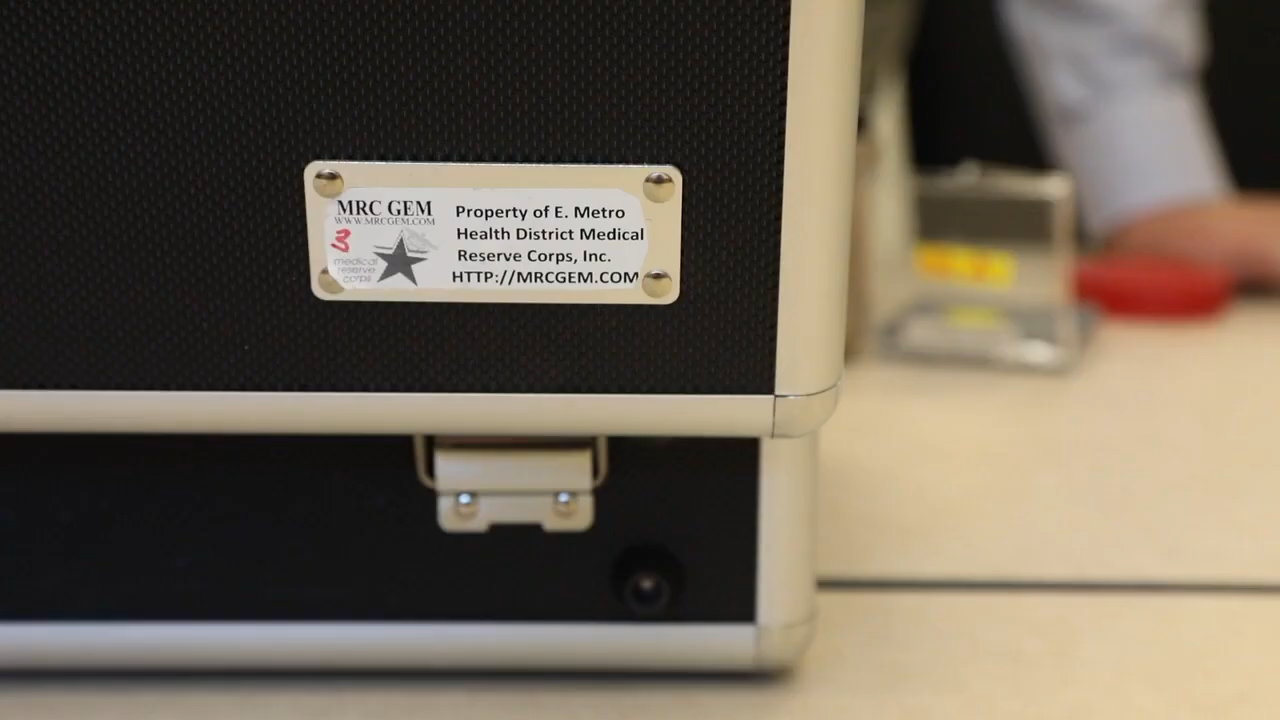 MRC GEM
WWW.MRCGEM.COM
3
medical
reserve
corps
Property of E. Metro
Health District Medical
Reserve Corps, Inc.
HTTP://MRCGEM.COM